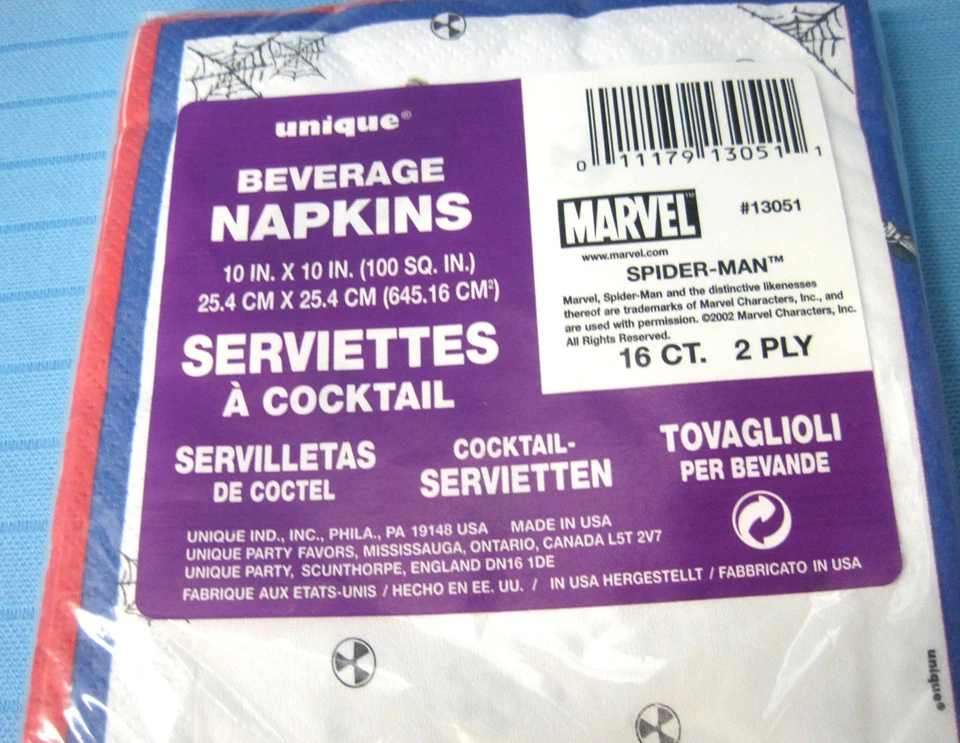 unique®
BEVERAGE
NAPKINS
10 IN. X 10 IN. (100 SQ. IN.)
25.4 CM X 25.4 CM (645.16 CM²)
SERVIETTES
À COCKTAIL
SERVILLETAS
DE COCTEL
COCKTAIL-
SERVIETTEN
TOVAGLIOLI
PER BEVANDE
0 11179 13051 1
MARVEL™
#13051
www.marvel.com
SPIDER-MAN™
Marvel, Spider-Man and the distinctive likenesses
thereof are trademarks of Marvel Characters, Inc., and
are used with permission. ©2002 Marvel Characters, Inc.
All Rights Reserved.
16 CT. 2 PLY
UNIQUE IND., INC., PHILA., PA 19148 USA MADE IN USA
UNIQUE PARTY FAVORS, MISSISSAUGA, ONTARIO, CANADA L5T 2V7
UNIQUE PARTY, SCUNTHORPE, ENGLAND DN16 1DE
FABRIQUE AUX ETATS-UNIS / HECHO EN EE. UU. / IN USA HERGESTELLT / FABBRICATO IN USA
unique®